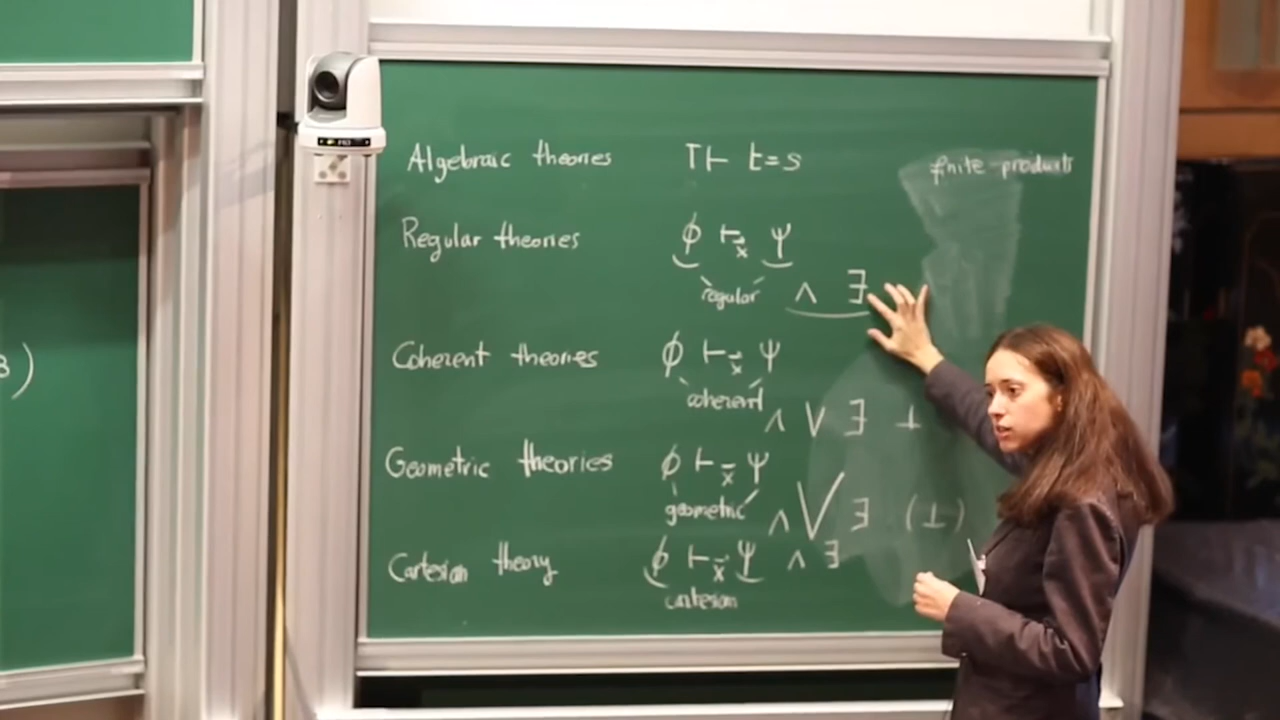 Algebraic theories T ⊢ t = s finite products
Regular theories ϕ ⊢x⃗ ψ
regular ∧ ∃
Coherent theories ϕ ⊢x⃗ ψ
coherent
∧ ∨ ∃ ⊥
Geometric theories ϕ ⊢x⃗ ψ
geometric ∧ ⋁ ∃ (⊥)
Cartesian theory ϕ ⊢x⃗ ψ ∧ ∃
cartesian
)